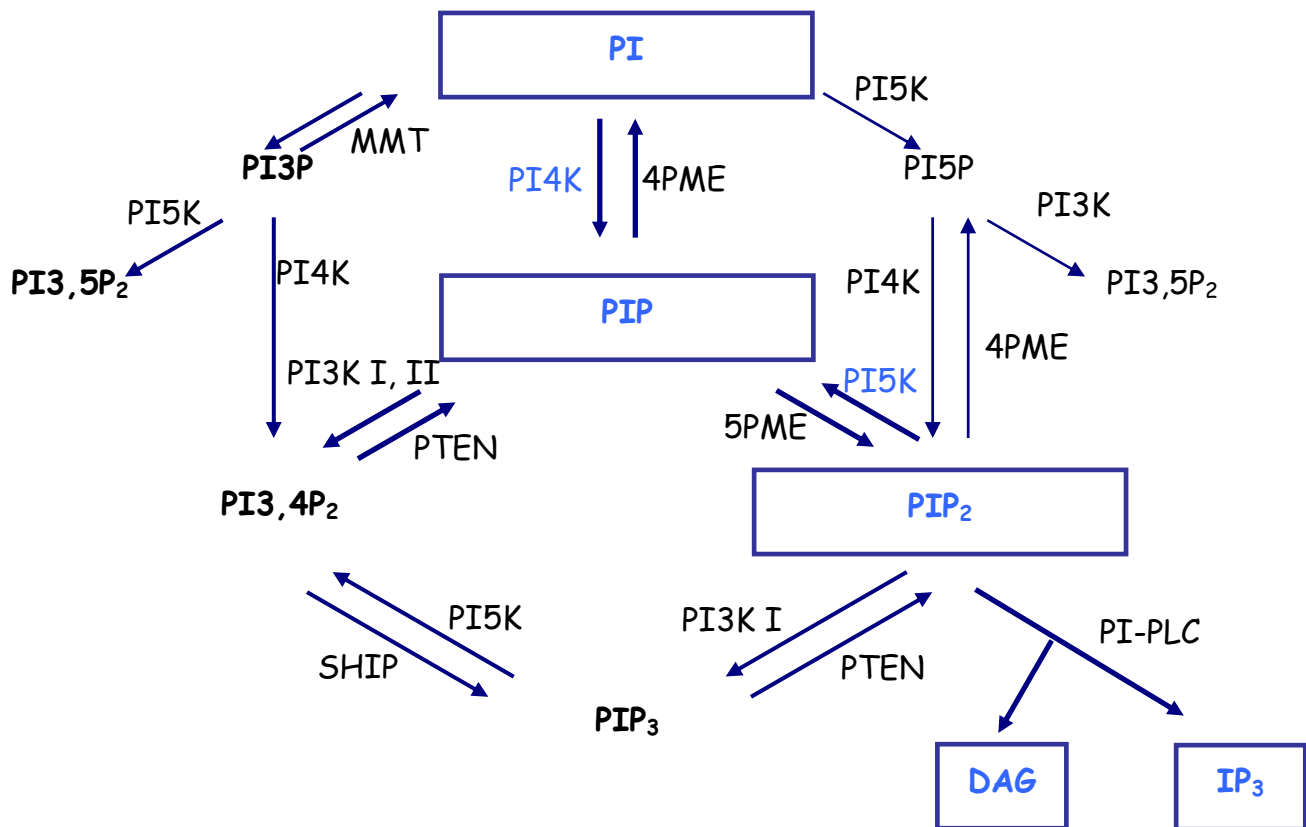 PI
PI5K
MMT
PI3P
PI4K
4PME
PI5P
PI5K
PI3K
PI3,5P₂
PI4K
PIP
PI4K
PI3,5P₂
4PME
PI3K I, II
PI5K
PTEN
5PME
PI3,4P₂
PIP₂
PI5K
PI3K I
PI-PLC
SHIP
PTEN
PIP₃
DAG
IP₃